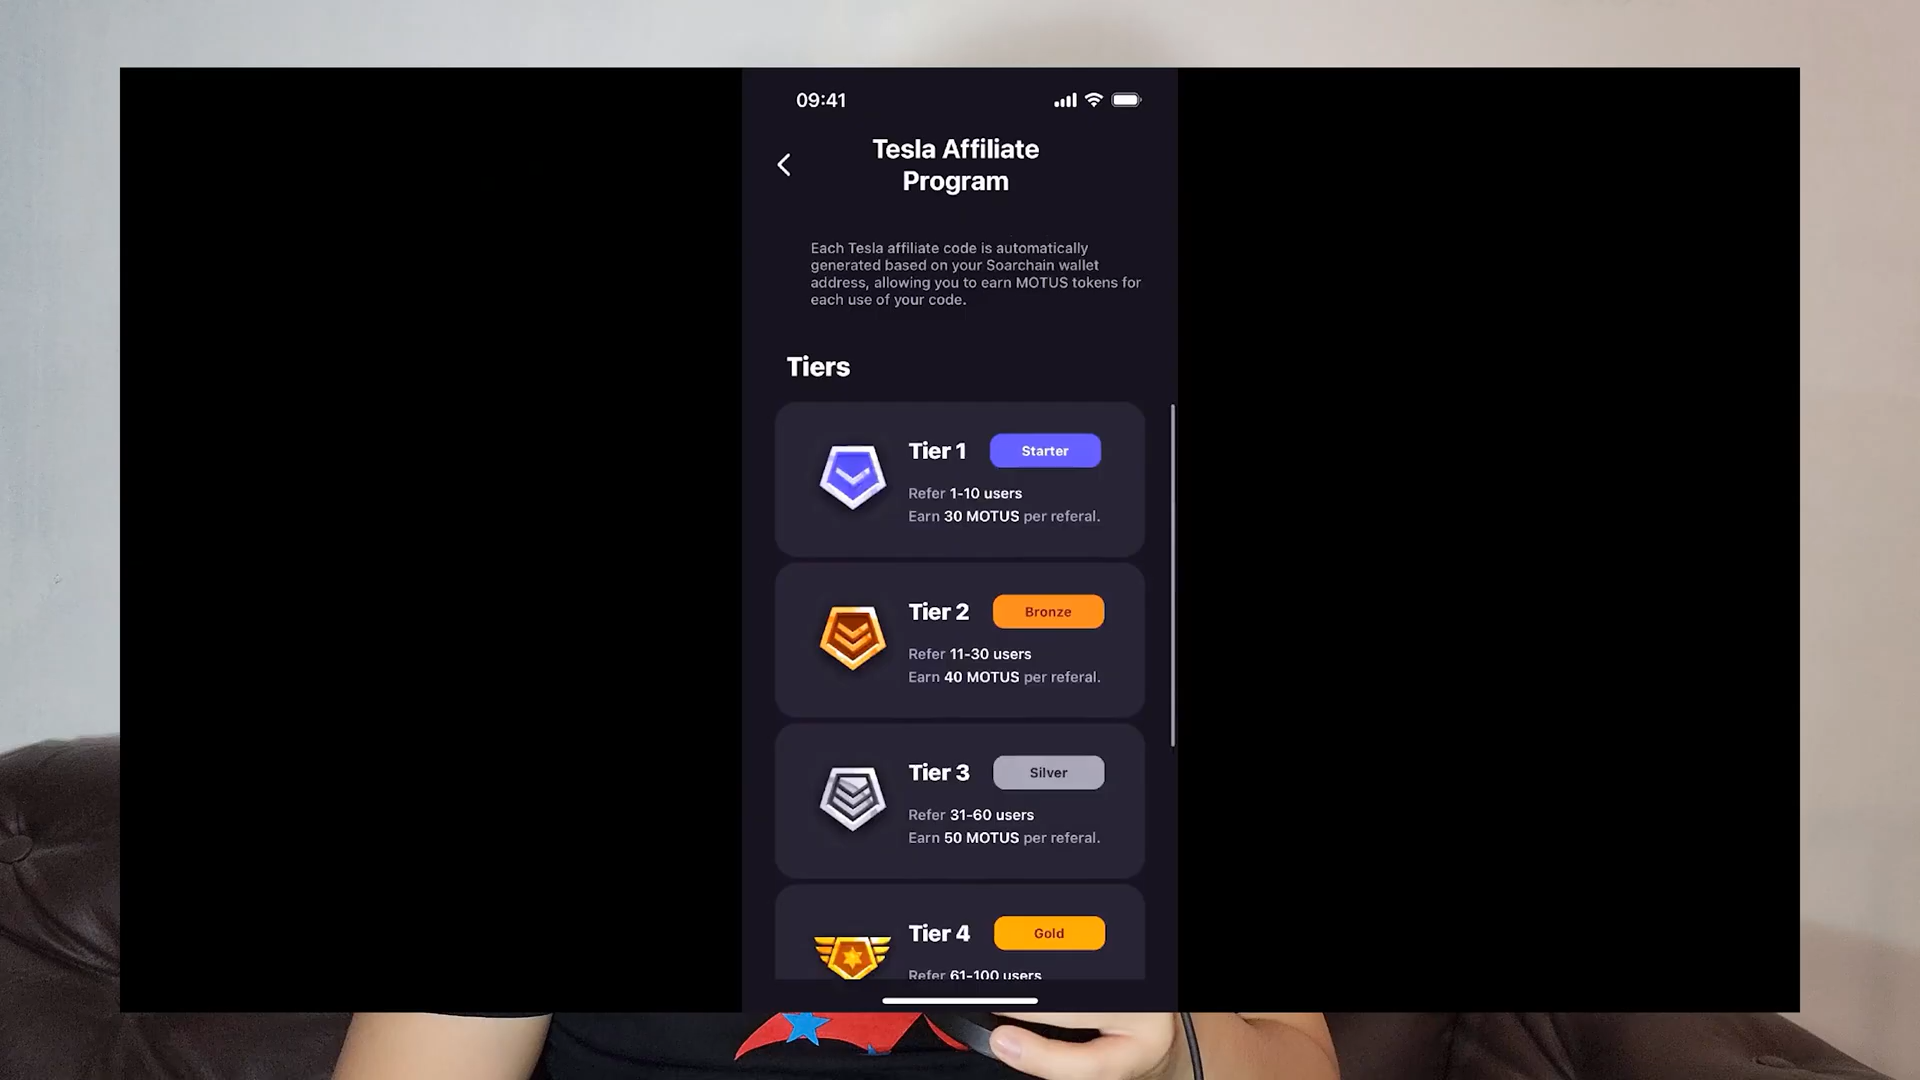 09:41
Tesla Affiliate
Program
Each Tesla affiliate code is automatically
generated based on your Soarchain wallet
address, allowing you to earn MOTUS tokens for
each use of your code.
Tiers
Tier 1 Starter
Refer 1-10 users
Earn 30 MOTUS per referal.
Tier 2 Bronze
Refer 11-30 users
Earn 40 MOTUS per referal.
Tier 3 Silver
Refer 31-60 users
Earn 50 MOTUS per referal.
Tier 4 Gold
Refer 61-100 users